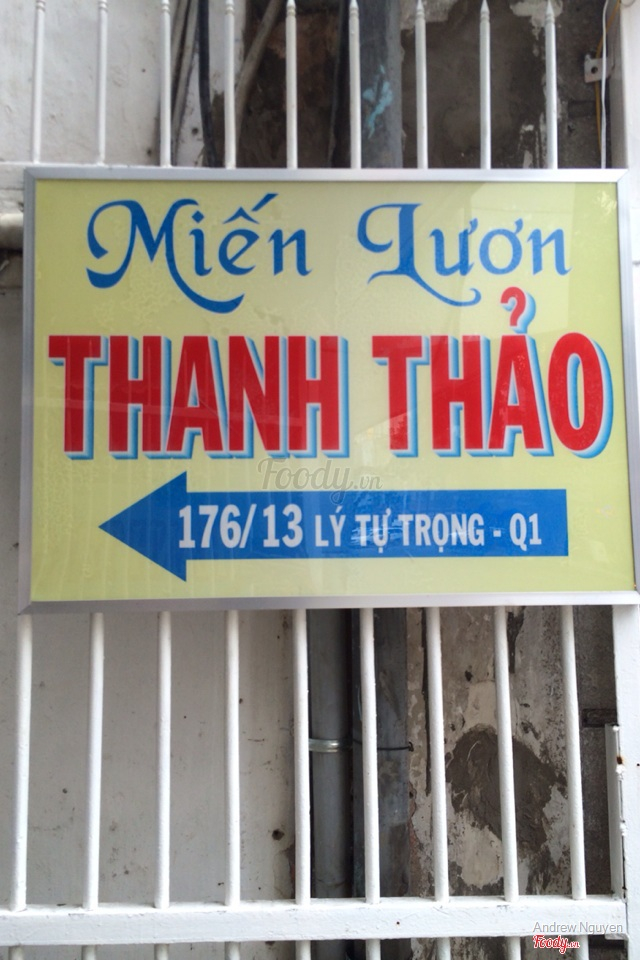 Miến Lươn
THANH THẢO
Foody.vn
176/13 LÝ TỰ TRỌNG - Q1
Andrew Nguyen
Foody.vn